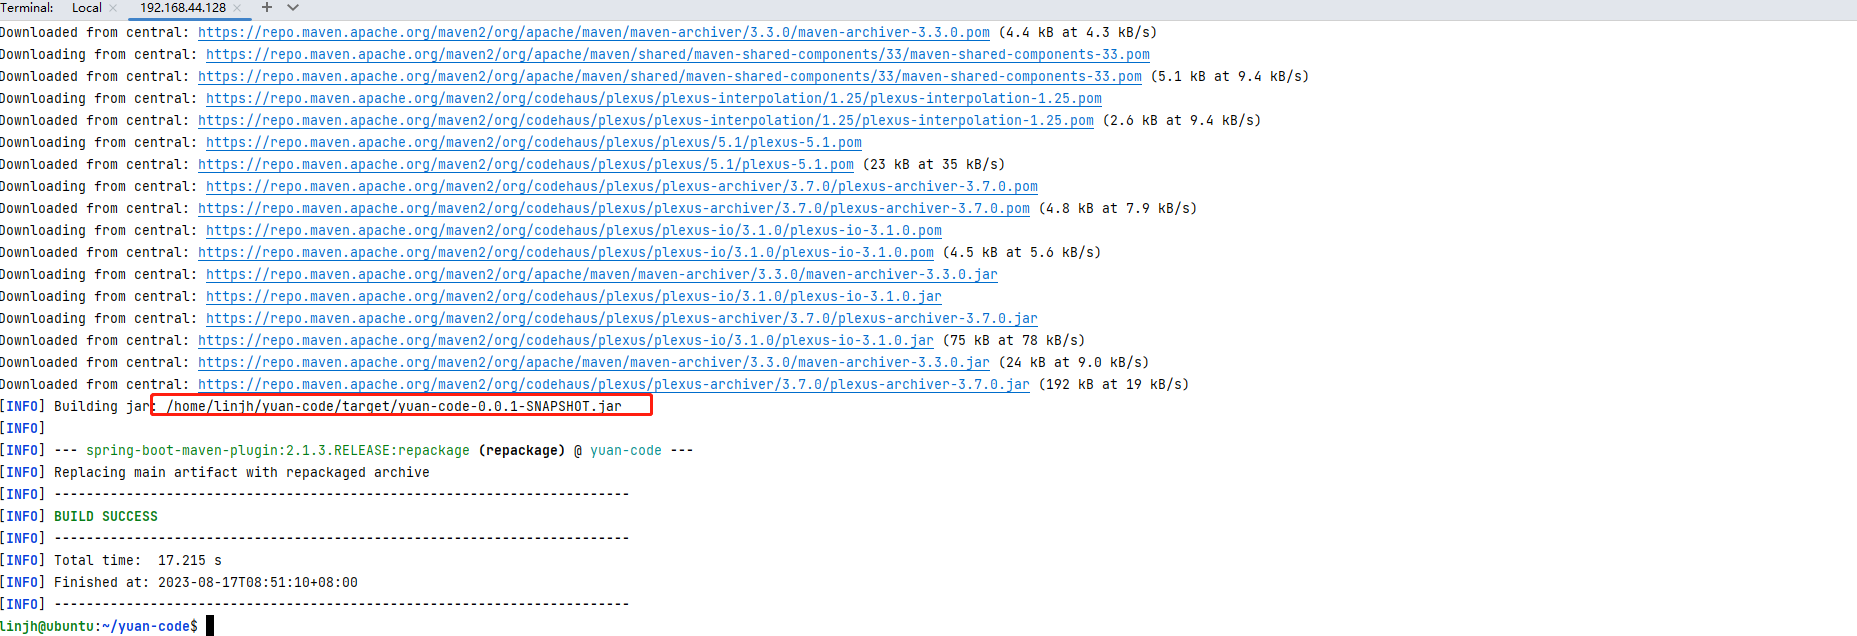 Terminal: Local × 192.168.44.128 × +
Downloaded from central: https://repo.maven.apache.org/maven2/org/apache/maven/maven-archiver/3.3.0/maven-archiver-3.3.0.pom (4.4 kB at 4.3 kB/s)
Downloading from central: https://repo.maven.apache.org/maven2/org/apache/maven/shared/maven-shared-components/33/maven-shared-components-33.pom
Downloaded from central: https://repo.maven.apache.org/maven2/org/apache/maven/shared/maven-shared-components/33/maven-shared-components-33.pom (5.1 kB at 9.4 kB/s)
Downloading from central: https://repo.maven.apache.org/maven2/org/codehaus/plexus/plexus-interpolation/1.25/plexus-interpolation-1.25.pom
Downloaded from central: https://repo.maven.apache.org/maven2/org/codehaus/plexus/plexus-interpolation/1.25/plexus-interpolation-1.25.pom (2.6 kB at 9.4 kB/s)
Downloading from central: https://repo.maven.apache.org/maven2/org/codehaus/plexus/plexus/5.1/plexus-5.1.pom
Downloaded from central: https://repo.maven.apache.org/maven2/org/codehaus/plexus/plexus/5.1/plexus-5.1.pom (23 kB at 35 kB/s)
Downloading from central: https://repo.maven.apache.org/maven2/org/codehaus/plexus/plexus-archiver/3.7.0/plexus-archiver-3.7.0.pom
Downloaded from central: https://repo.maven.apache.org/maven2/org/codehaus/plexus/plexus-archiver/3.7.0/plexus-archiver-3.7.0.pom (4.8 kB at 7.9 kB/s)
Downloading from central: https://repo.maven.apache.org/maven2/org/codehaus/plexus/plexus-io/3.1.0/plexus-io-3.1.0.pom
Downloaded from central: https://repo.maven.apache.org/maven2/org/codehaus/plexus/plexus-io/3.1.0/plexus-io-3.1.0.pom (4.5 kB at 5.6 kB/s)
Downloading from central: https://repo.maven.apache.org/maven2/org/apache/maven/maven-archiver/3.3.0/maven-archiver-3.3.0.jar
Downloading from central: https://repo.maven.apache.org/maven2/org/codehaus/plexus/plexus-io/3.1.0/plexus-io-3.1.0.jar
Downloading from central: https://repo.maven.apache.org/maven2/org/codehaus/plexus/plexus-archiver/3.7.0/plexus-archiver-3.7.0.jar
Downloaded from central: https://repo.maven.apache.org/maven2/org/codehaus/plexus/plexus-io/3.1.0/plexus-io-3.1.0.jar (75 kB at 78 kB/s)
Downloaded from central: https://repo.maven.apache.org/maven2/org/apache/maven/maven-archiver/3.3.0/maven-archiver-3.3.0.jar (24 kB at 9.0 kB/s)
Downloaded from central: https://repo.maven.apache.org/maven2/org/codehaus/plexus/plexus-archiver/3.7.0/plexus-archiver-3.7.0.jar (192 kB at 19 kB/s)
[INFO] Building jar: /home/linjh/yuan-code/target/yuan-code-0.0.1-SNAPSHOT.jar
[INFO]
[INFO] --- spring-boot-maven-plugin:2.1.3.RELEASE:repackage (repackage) @ yuan-code ---
[INFO] Replacing main artifact with repackaged archive
[INFO] ------------------------------------------------------------------------
[INFO] BUILD SUCCESS
[INFO] ------------------------------------------------------------------------
[INFO] Total time:  17.215 s
[INFO] Finished at: 2023-08-17T08:51:10+08:00
[INFO] ------------------------------------------------------------------------
linjh@ubuntu:~/yuan-code$